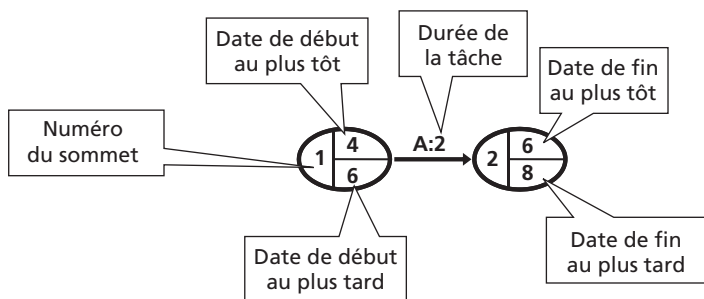 Date de début
au plus tôt
Durée de
la tâche
Date de fin
au plus tôt
Numéro
du sommet
1
4
6
A:2
2
6
8
Date de début
au plus tard
Date de fin
au plus tard